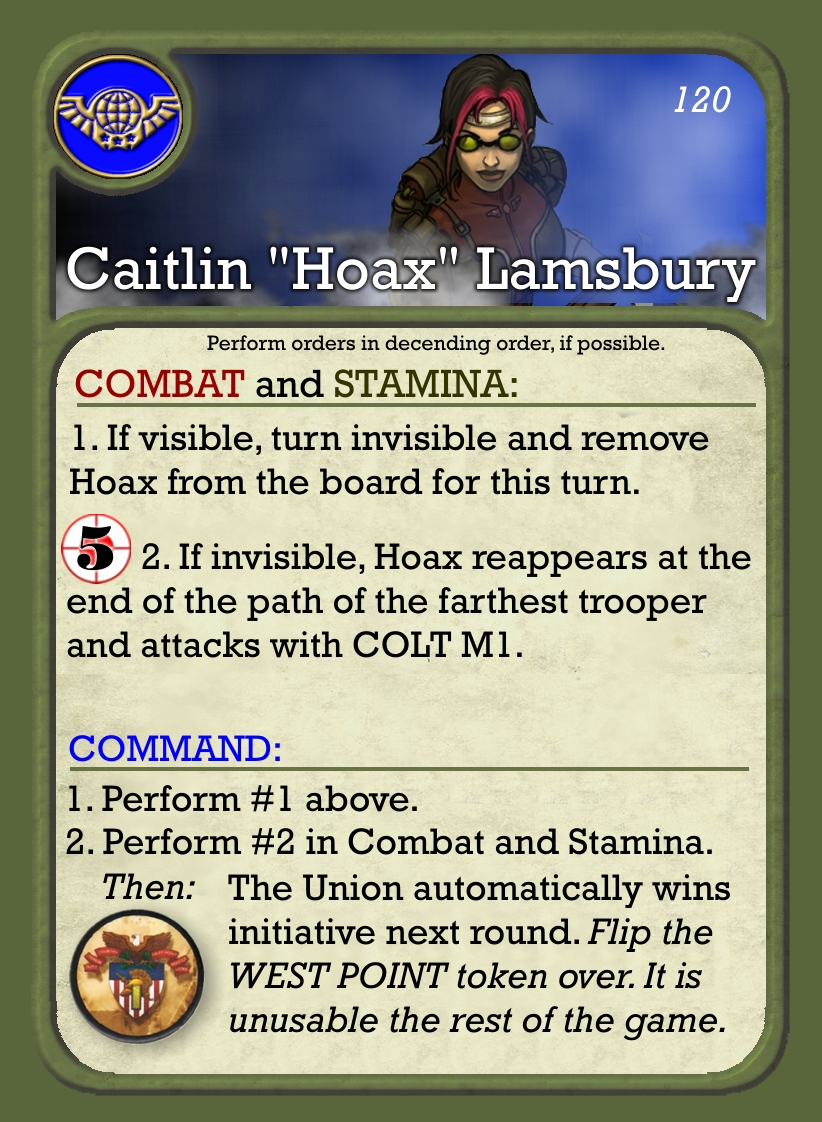 120
Caitlin "Hoax" Lamsbury
Perform orders in decending order, if possible.
COMBAT and STAMINA:
1. If visible, turn invisible and remove
Hoax from the board for this turn.
5 2. If invisible, Hoax reappears at the
end of the path of the farthest trooper
and attacks with COLT M1.
COMMAND:
1. Perform #1 above.
2. Perform #2 in Combat and Stamina.
Then: The Union automatically wins
initiative next round. Flip the
WEST POINT token over. It is
unusable the rest of the game.